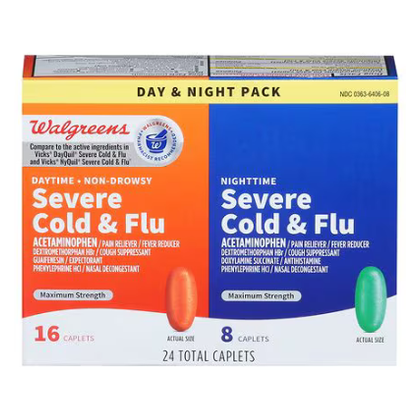 DAY & NIGHT PACK
NDC 0363-6406-08
Walgreens
Compare to the active ingredients in
Vicks® DayQuil® Severe Cold & Flu
and Vicks® NyQuil® Severe Cold & Flu
WALGREENS
PHARMACIST RECOMMENDED
DAYTIME • NON-DROWSY
Severe
Cold & Flu
ACETAMINOPHEN / PAIN RELIEVER / FEVER REDUCER
DEXTROMETHORPHAN HBr / COUGH SUPPRESSANT
GUAIFENESIN / EXPECTORANT
PHENYLEPHRINE HCl / NASAL DECONGESTANT
Maximum Strength
16 CAPLETS
ACTUAL SIZE
NIGHTTIME
Severe
Cold & Flu
ACETAMINOPHEN / PAIN RELIEVER / FEVER REDUCER
DEXTROMETHORPHAN HBr / COUGH SUPPRESSANT
DOXYLAMINE SUCCINATE / ANTIHISTAMINE
PHENYLEPHRINE HCl / NASAL DECONGESTANT
Maximum Strength
8 CAPLETS
ACTUAL SIZE
24 TOTAL CAPLETS